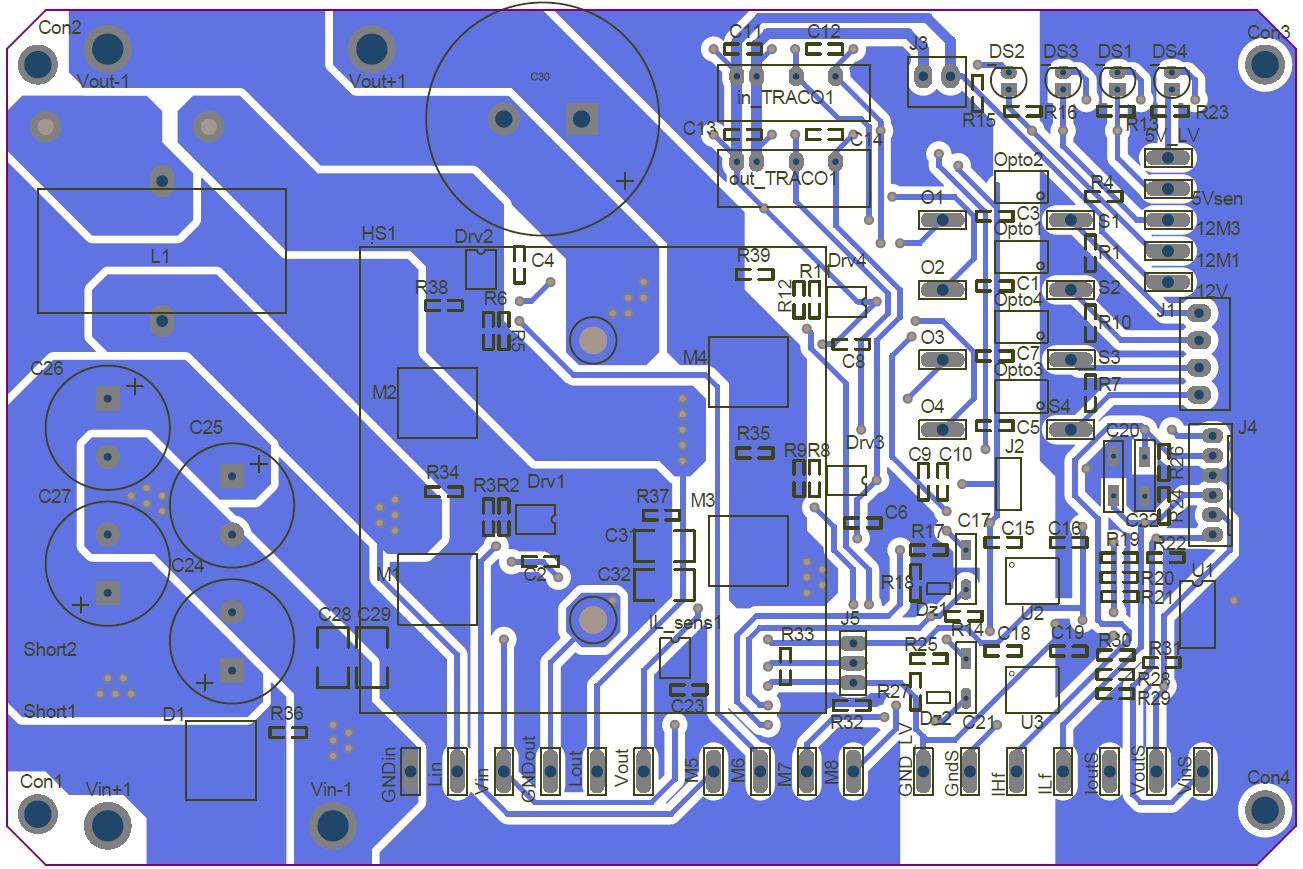 Con2
Vout-1
Vout+1
C30
C11
C12
J3
DS2
DS3
DS1
DS4
Con3
in_TRACO1
R15
R16
R13
R23
C13
C14
out_TRACO1
5V_LV
Opto2
R4
5Vsen
O1
C3
S1
12M3
Opto1
R1
12M1
L1
HS1
Drv2
C4
R39
Drv4
O2
C1
S2
12V
R38
R6
R5
R12
R11
Opto4
R10
J1
C8
O3
C7
S3
M4
Opto3
R7
C26
M2
O4
C5
S4
C25
R35
R9
R8
Drv3
C9
C10
J2
C20
J4
R26
C27
R34
R3
R2
Drv1
R37
M3
C6
R24
C22
C31
R17
C17
C15
C16
R19
R22
C24
M1
C2
C32
R18
Dz1
U2
R20
R21
U1
C28
C29
IL_sens1
J5
R14
Short2
R33
R25
C18
C19
R30
R31
R28
R29
Short1
D1
R36
C23
R27
R32
Dz2
C21
U3
Con1
Vin+1
Vin-1
GNDin
Lin
Vin
GNDout
Lout
Vout
M5
M6
M7
M8
GND_LV
GndS
IHf
ILf
IoutS
VoutS
VinS
Con4